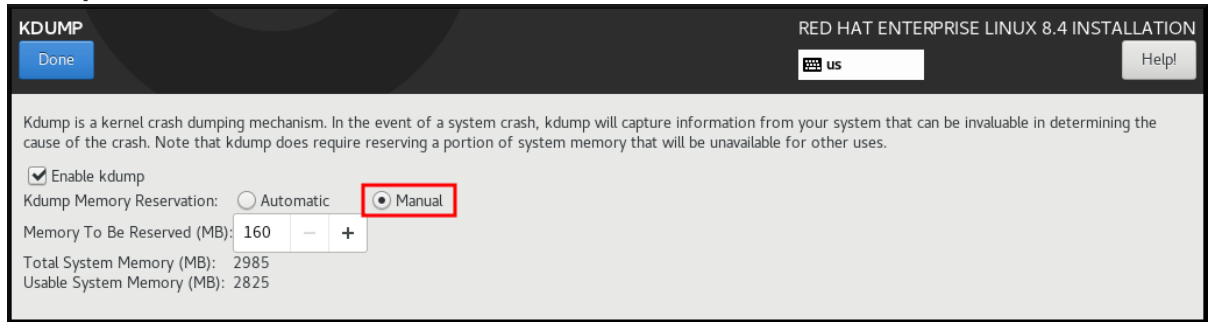 KDUMP
RED HAT ENTERPRISE LINUX 8.4 INSTALLATION
Done
us
Help!
Kdump is a kernel crash dumping mechanism. In the event of a system crash, kdump will capture information from your system that can be invaluable in determining the
cause of the crash. Note that kdump does require reserving a portion of system memory that will be unavailable for other uses.
Enable kdump
Kdump Memory Reservation: Automatic Manual
Memory To Be Reserved (MB): 160 − +
Total System Memory (MB): 2985
Usable System Memory (MB): 2825